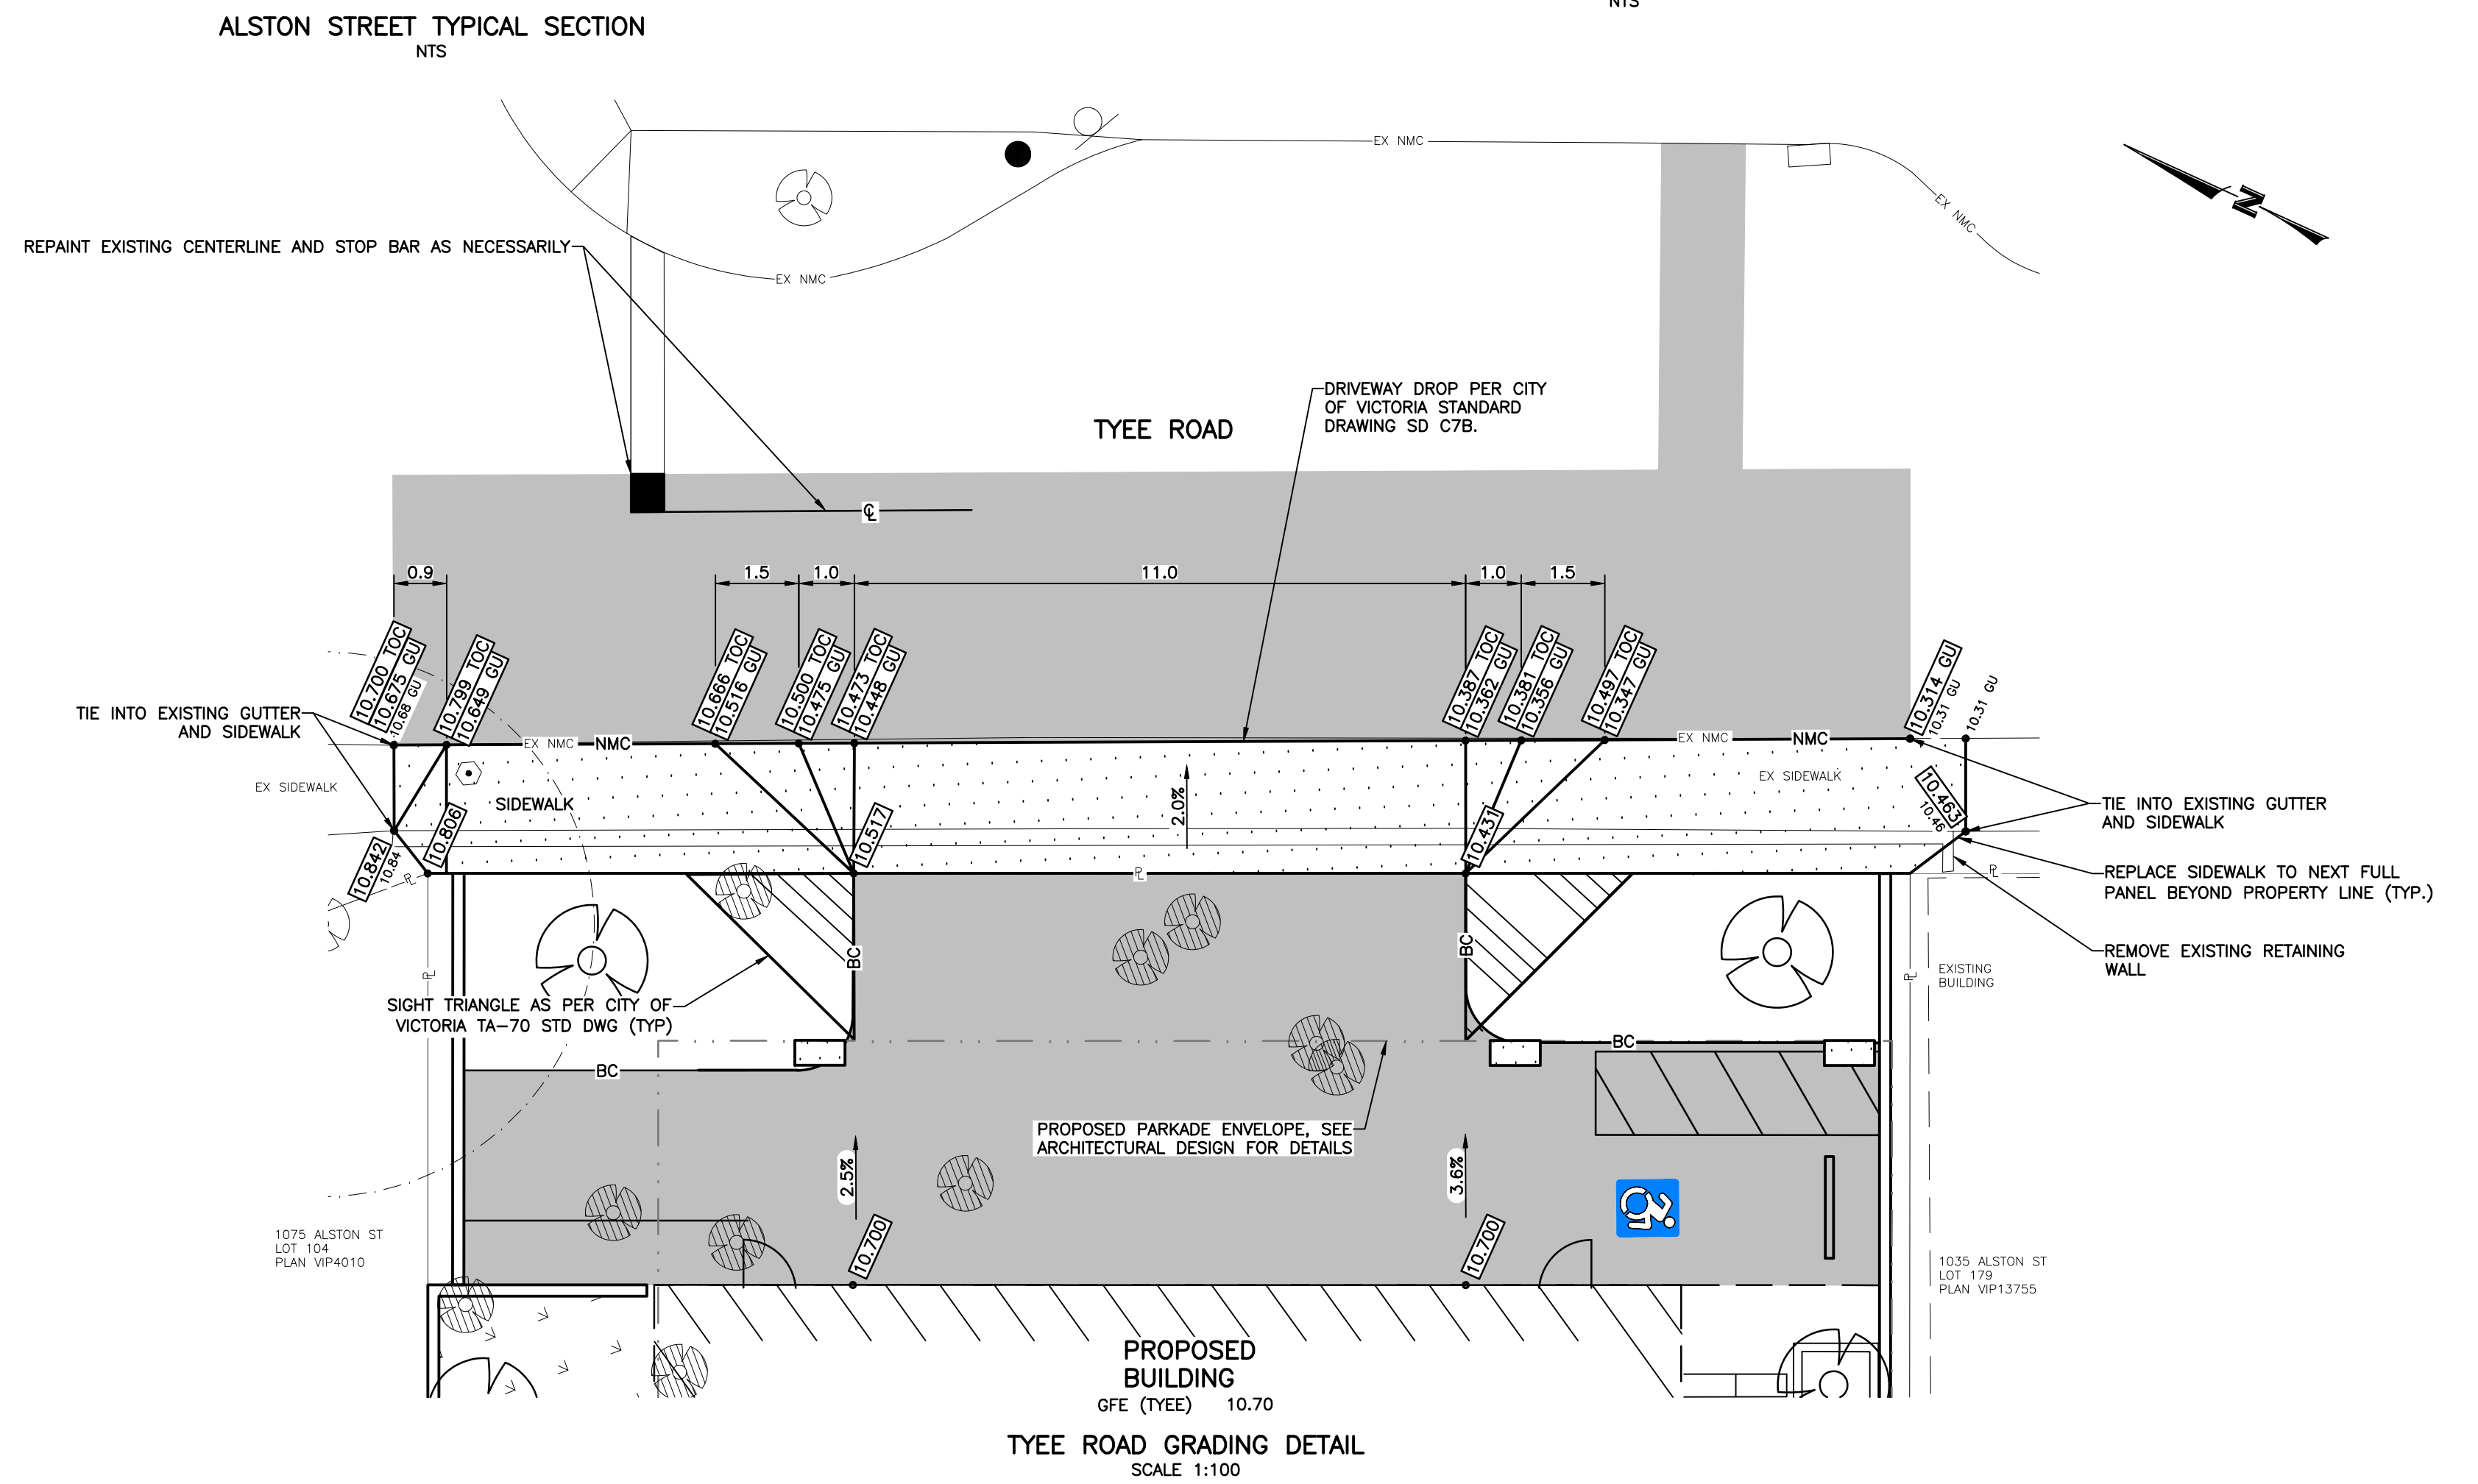 NTS
ALSTON STREET TYPICAL SECTION
NTS
EX NMC
EX NMC
N
REPAINT EXISTING CENTERLINE AND STOP BAR AS NECESSARILY
EX NMC
DRIVEWAY DROP PER CITY
OF VICTORIA STANDARD
DRAWING SD C7B.
TYEE ROAD
CL
0.9
1.5
1.0
11.0
1.0
1.5
10.700 TOC
10.675 GU
10.68 GU
10.799 TOC
10.649 GU
10.666 TOC
10.516 GU
10.500 TOC
10.475 GU
10.473 TOC
10.448 GU
10.387 TOC
10.362 GU
10.381 TOC
10.356 GU
10.497 TOC
10.347 GU
10.314 GU
10.31 GU
10.31 GU
TIE INTO EXISTING GUTTER
AND SIDEWALK
EX NMC
NMC
EX NMC
NMC
EX SIDEWALK
SIDEWALK
2.0%
EX SIDEWALK
10.463
10.46
TIE INTO EXISTING GUTTER
AND SIDEWALK
10.842
10.84
10.806
10.517
10.431
PL
PL
PL
REPLACE SIDEWALK TO NEXT FULL
PANEL BEYOND PROPERTY LINE (TYP.)
REMOVE EXISTING RETAINING
WALL
PL
BC
BC
PL
EXISTING
BUILDING
SIGHT TRIANGLE AS PER CITY OF
VICTORIA TA-70 STD DWG (TYP)
BC
BC
PROPOSED PARKADE ENVELOPE, SEE
ARCHITECTURAL DESIGN FOR DETAILS
2.5%
3.6%
10.700
10.700
1075 ALSTON ST
LOT 104
PLAN VIP4010
1035 ALSTON ST
LOT 179
PLAN VIP13755
PROPOSED
BUILDING
GFE (TYEE) 10.70
TYEE ROAD GRADING DETAIL
SCALE 1:100